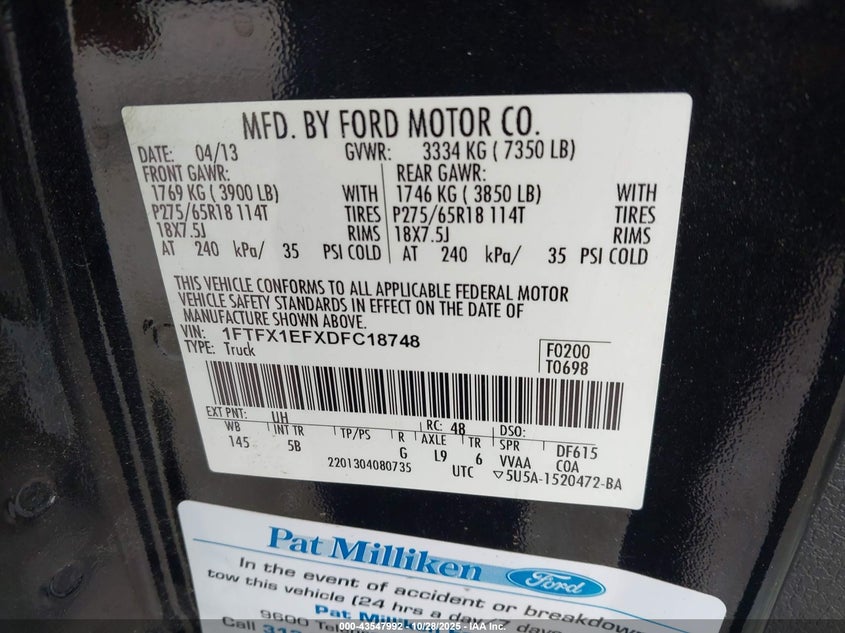 MFD. BY FORD MOTOR CO.
DATE: 04/13 GVWR: 3334 KG ( 7350 LB)
FRONT GAWR: REAR GAWR:
1769 KG ( 3900 LB) WITH 1746 KG ( 3850 LB) WITH
P275/65R18 114T TIRES P275/65R18 114T TIRES
18X7.5J RIMS 18X7.5J RIMS
AT 240 kPa/ 35 PSI COLD AT 240 kPa/ 35 PSI COLD
THIS VEHICLE CONFORMS TO ALL APPLICABLE FEDERAL MOTOR
VEHICLE SAFETY STANDARDS IN EFFECT ON THE DATE OF
MANUFACTURE SHOWN ABOVE.
VIN: 1FTFX1EFXDFC18748
TYPE: Truck
F0200
T0698
EXT PNT: UH RC: 48 DSO:
WB INT TR TP/PS R AXLE TR SPR DF615
145 5B G L9 6 VVAA COA
2201304080735 UTC ▽5U5A-1520472-BA
Pat Milliken Ford
In the event of accident or breakdown
tow this vehicle (24 hrs a day 7 days
Pat
9600
Call
000-43547992 - 10/28/2025 - IAA Inc.